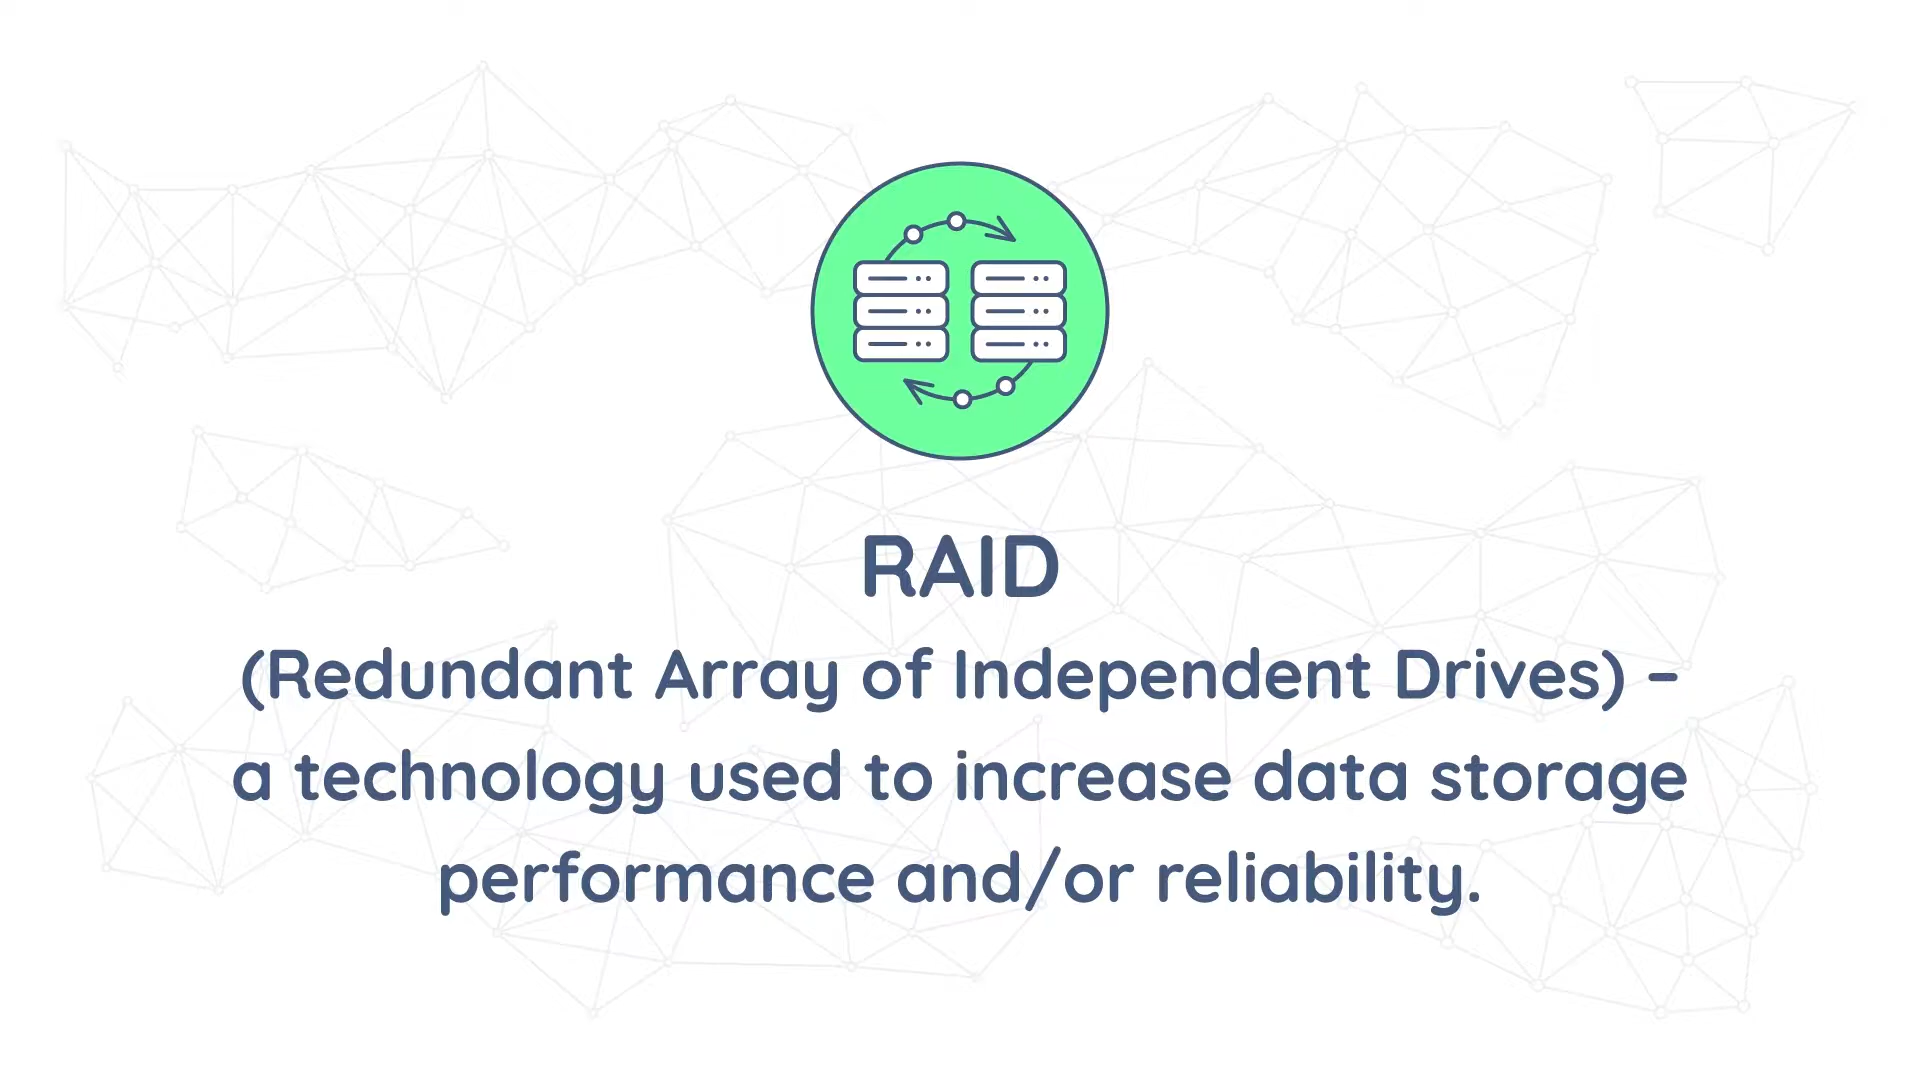 RAID
(Redundant Array of Independent Drives) –
a technology used to increase data storage
performance and/or reliability.